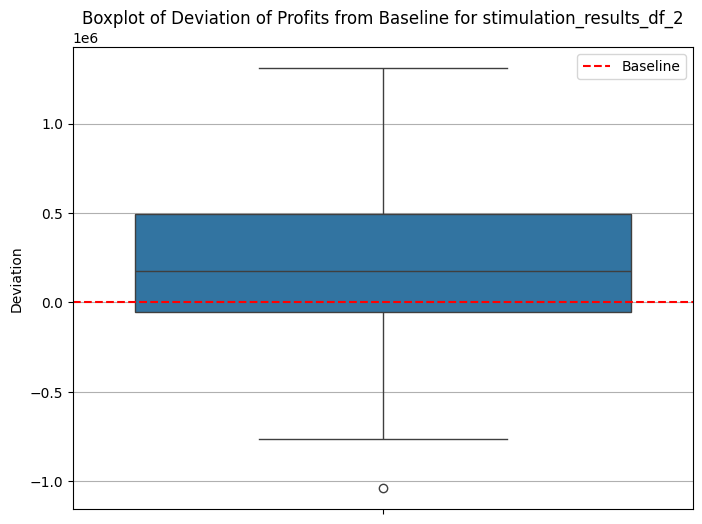 Boxplot of Deviation of Profits from Baseline for stimulation_results_df_2
1e6
Baseline
1.0
0.5
0.0
−0.5
−1.0
Deviation